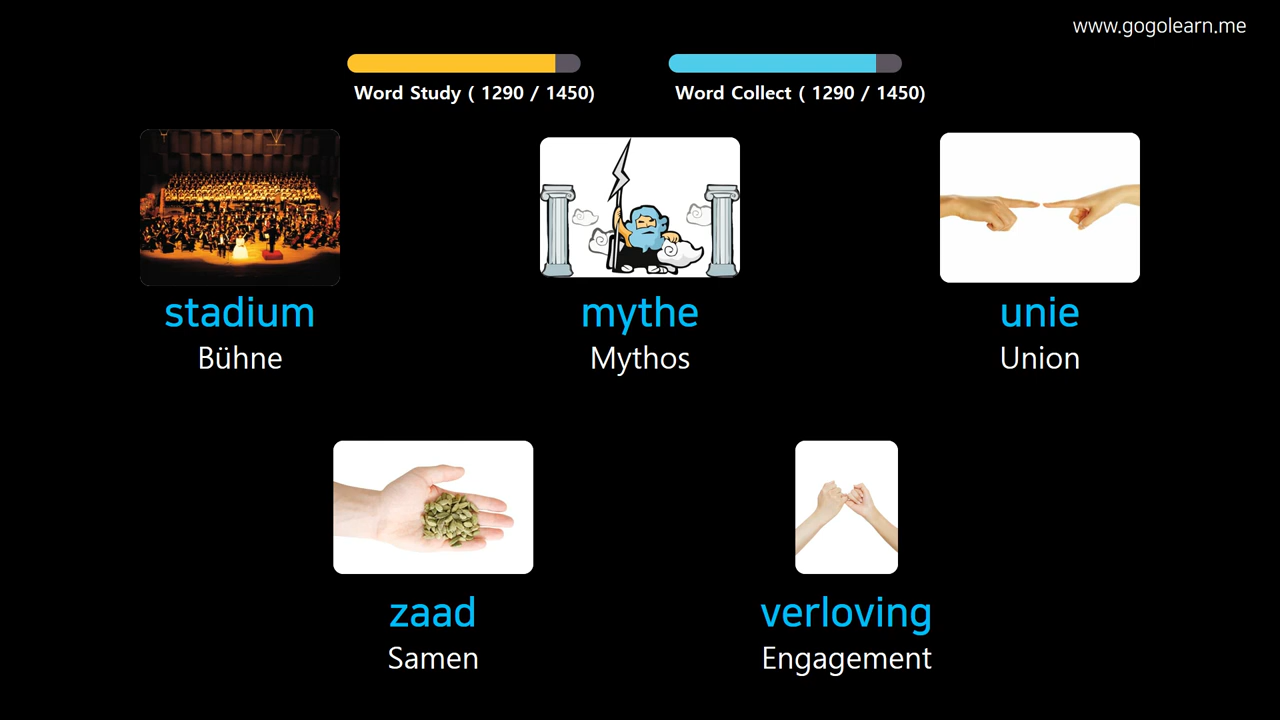 www.gogolearn.me
Word Study ( 1290 / 1450)
Word Collect ( 1290 / 1450)
stadium
Bühne
mythe
Mythos
unie
Union
zaad
Samen
verloving
Engagement